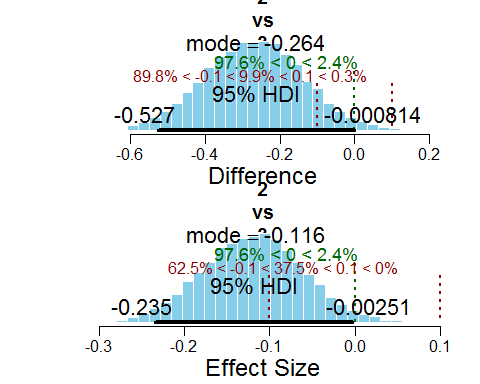 2
vs
mode = -0.264
97.6% < 0 < 2.4%
89.8% < -0.1 < 9.9% < 0.1 < 0.3%
95% HDI
-0.527 -0.000814
-0.6 -0.4 -0.2 0.0 0.2
Difference
2
vs
mode = -0.116
97.6% < 0 < 2.4%
62.5% < -0.1 < 37.5% < 0.1 < 0%
95% HDI
-0.235 -0.00251
-0.3 -0.2 -0.1 0.0 0.1
Effect Size